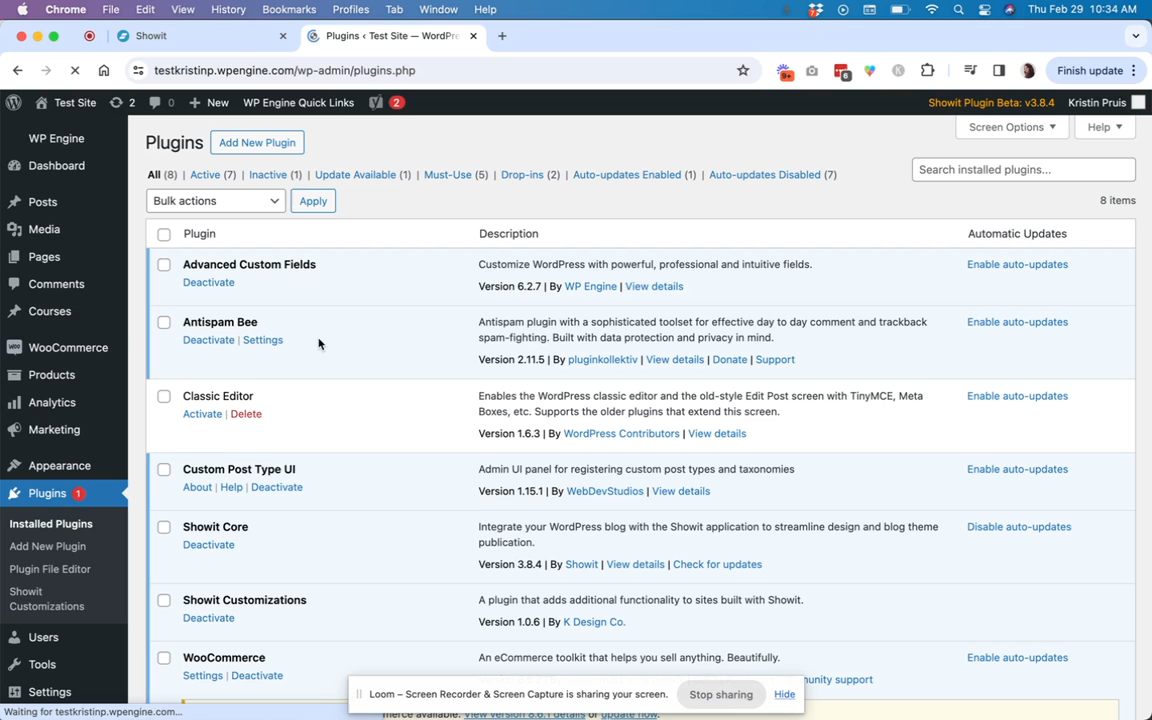 Chrome File Edit View History Bookmarks Profiles Tab Window Help Thu Feb 29 10:34 AM
Showit Plugins ‹ Test Site — WordPre
testkristinp.wpengine.com/wp-admin/plugins.php 9+ 6 Finish update
Test Site 2 0 New WP Engine Quick Links 2 Showit Plugin Beta: v3.8.4 Kristin Pruis
WP Engine
Dashboard
Posts
Media
Pages
Comments
Courses
WooCommerce
Products
Analytics
Marketing
Appearance
Plugins 1
Installed Plugins
Add New Plugin
Plugin File Editor
Showit
Customizations
Users
Tools
Settings
Screen Options Help
Plugins Add New Plugin
All (8) | Active (7) | Inactive (1) | Update Available (1) | Must-Use (5) | Drop-ins (2) | Auto-updates Enabled (1) | Auto-updates Disabled (7)
Search installed plugins...
Bulk actions Apply 8 items
Plugin Description Automatic Updates
Advanced Custom Fields Customize WordPress with powerful, professional and intuitive fields. Enable auto-updates
Deactivate Version 6.2.7 | By WP Engine | View details
Antispam Bee Antispam plugin with a sophisticated toolset for effective day to day comment and trackback Enable auto-updates
Deactivate | Settings spam-fighting. Built with data protection and privacy in mind.
Version 2.11.5 | By pluginkollektiv | View details | Donate | Support
Classic Editor Enables the WordPress classic editor and the old-style Edit Post screen with TinyMCE, Meta Enable auto-updates
Activate | Delete Boxes, etc. Supports the older plugins that extend this screen.
Version 1.6.3 | By WordPress Contributors | View details
Custom Post Type UI Admin UI panel for registering custom post types and taxonomies Enable auto-updates
About | Help | Deactivate Version 1.15.1 | By WebDevStudios | View details
Showit Core Integrate your WordPress blog with the Showit application to streamline design and blog theme Disable auto-updates
Deactivate publication.
Version 3.8.4 | By Showit | View details | Check for updates
Showit Customizations A plugin that adds additional functionality to sites built with Showit.
Deactivate Version 1.0.6 | By K Design Co.
WooCommerce An eCommerce toolkit that helps you sell anything. Beautifully. Enable auto-updates
Settings | Deactivate munity support
Loom – Screen Recorder & Screen Capture is sharing your screen. Stop sharing Hide
merce available. View version 8.6.1 details or update now.
Waiting for testkristinp.wpengine.com...